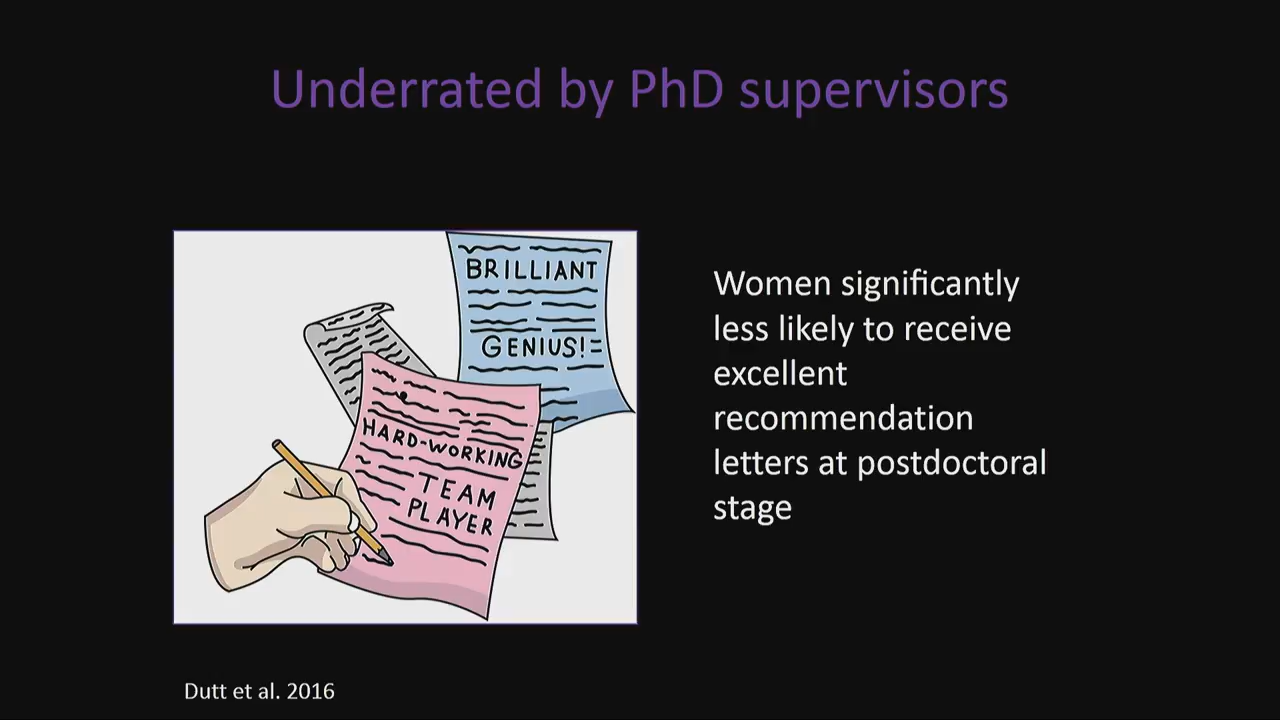 Underrated by PhD supervisors
BRILLIANT
GENIUS!
HARD-WORKING
TEAM
PLAYER
Women significantly
less likely to receive
excellent
recommendation
letters at postdoctoral
stage
Dutt et al. 2016